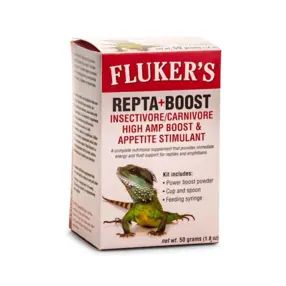 FLUKER'S
REPTA+BOOST
INSECTIVORE/CARNIVORE
HIGH AMP BOOST &
APPETITE STIMULANT
A complete nutritional supplement that provides immediate
energy and fluid support for reptiles and amphibians
Kit includes:
• Power boost powder
• Cup and spoon
• Feeding syringe
net wt. 50 grams (1.8 oz)